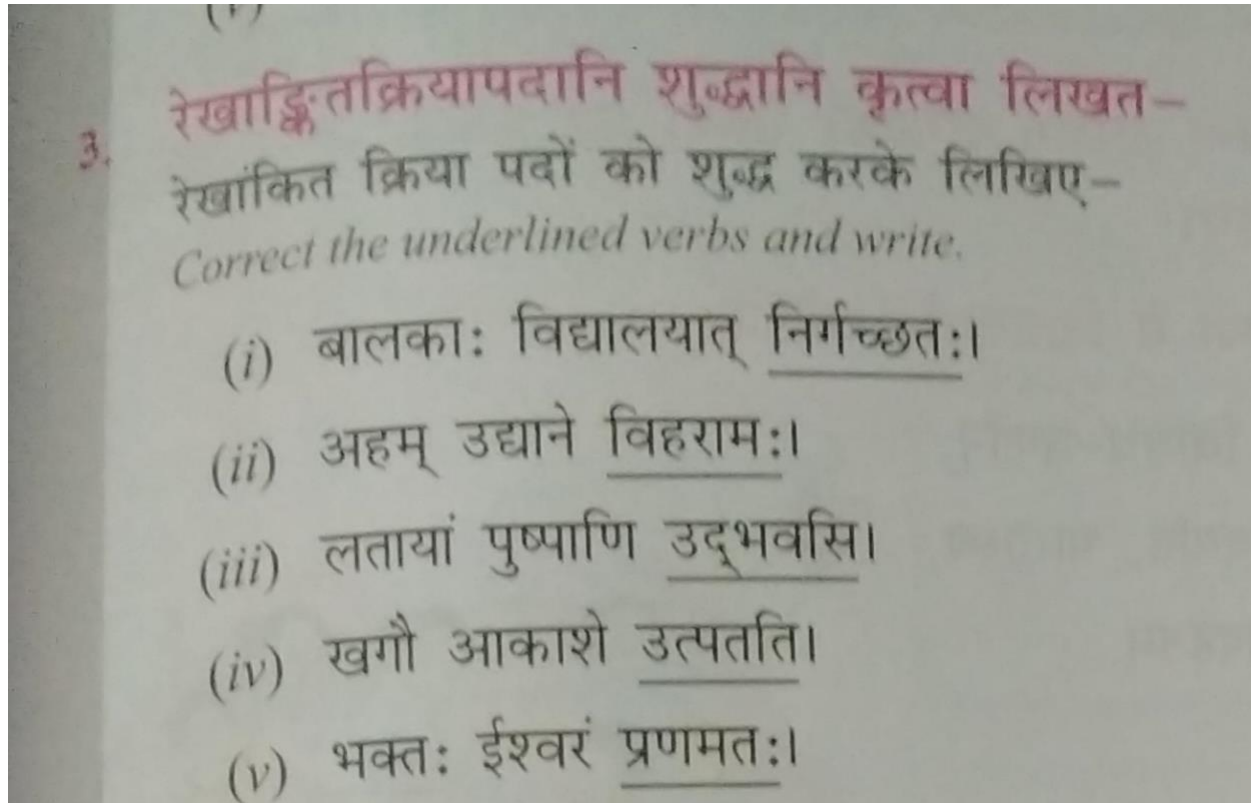 3. रेखाङ्कितक्रियापदानि शुद्धानि कृत्वा लिखत–
रेखांकित क्रिया पदों को शुद्ध करके लिखिए–
Correct the underlined verbs and write.
(i) बालकाः विद्यालयात् निर्गच्छतः।
(ii) अहम् उद्याने विहरामः।
(iii) लतायां पुष्पाणि उद्भवसि।
(iv) खगौ आकाशे उत्पतति।
(v) भक्तः ईश्वरं प्रणमतः।